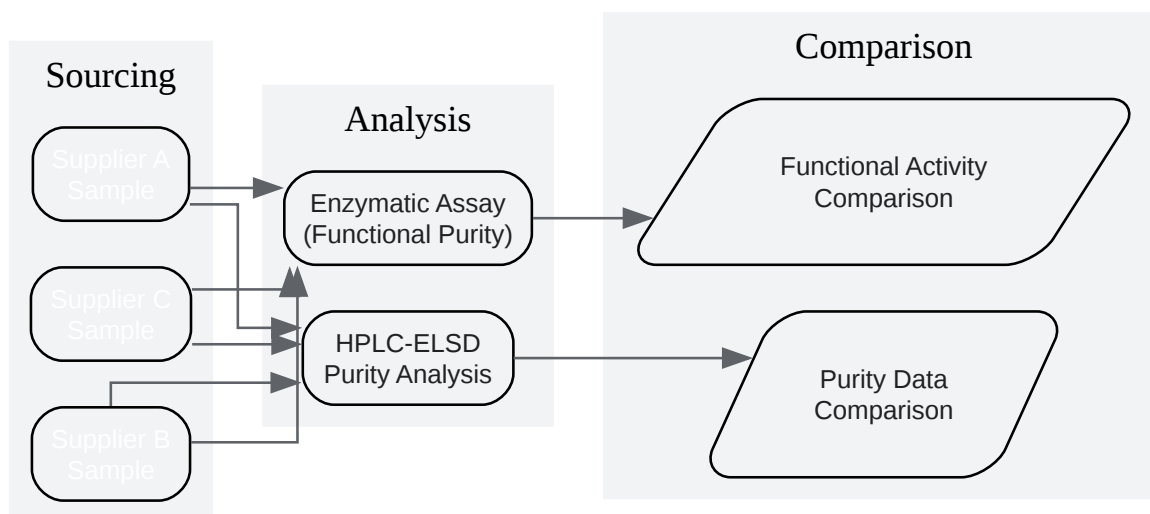 Sourcing
Supplier A
Sample
Supplier C
Sample
Supplier B
Sample
Analysis
Enzymatic Assay
(Functional Purity)
HPLC-ELSD
Purity Analysis
Comparison
Functional Activity
Comparison
Purity Data
Comparison